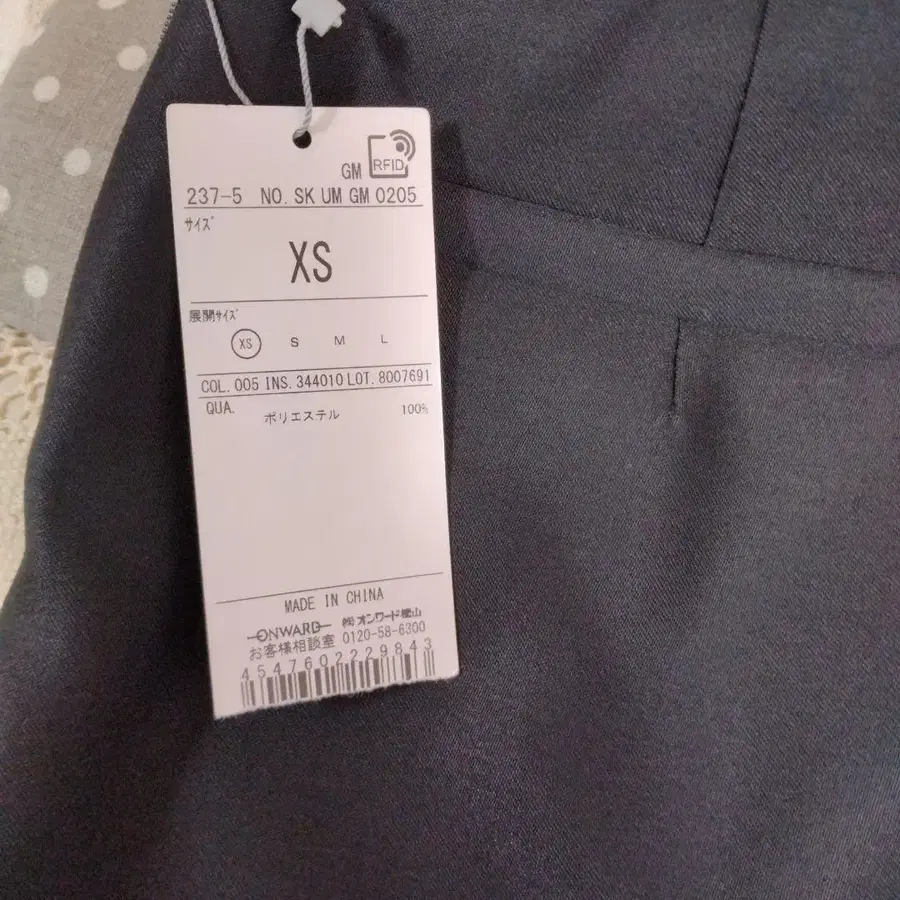 GM RFID
237-5 NO. SK UM GM 0205
サイズ
XS
展開サイズ
XS S M L
COL. 005 INS. 344010 LOT. 8007691
QUA. ポリエステル 100%
MADE IN CHINA
ONWARD ㈱オンワード樫山
お客様相談室 0120-58-6300
4547602229843